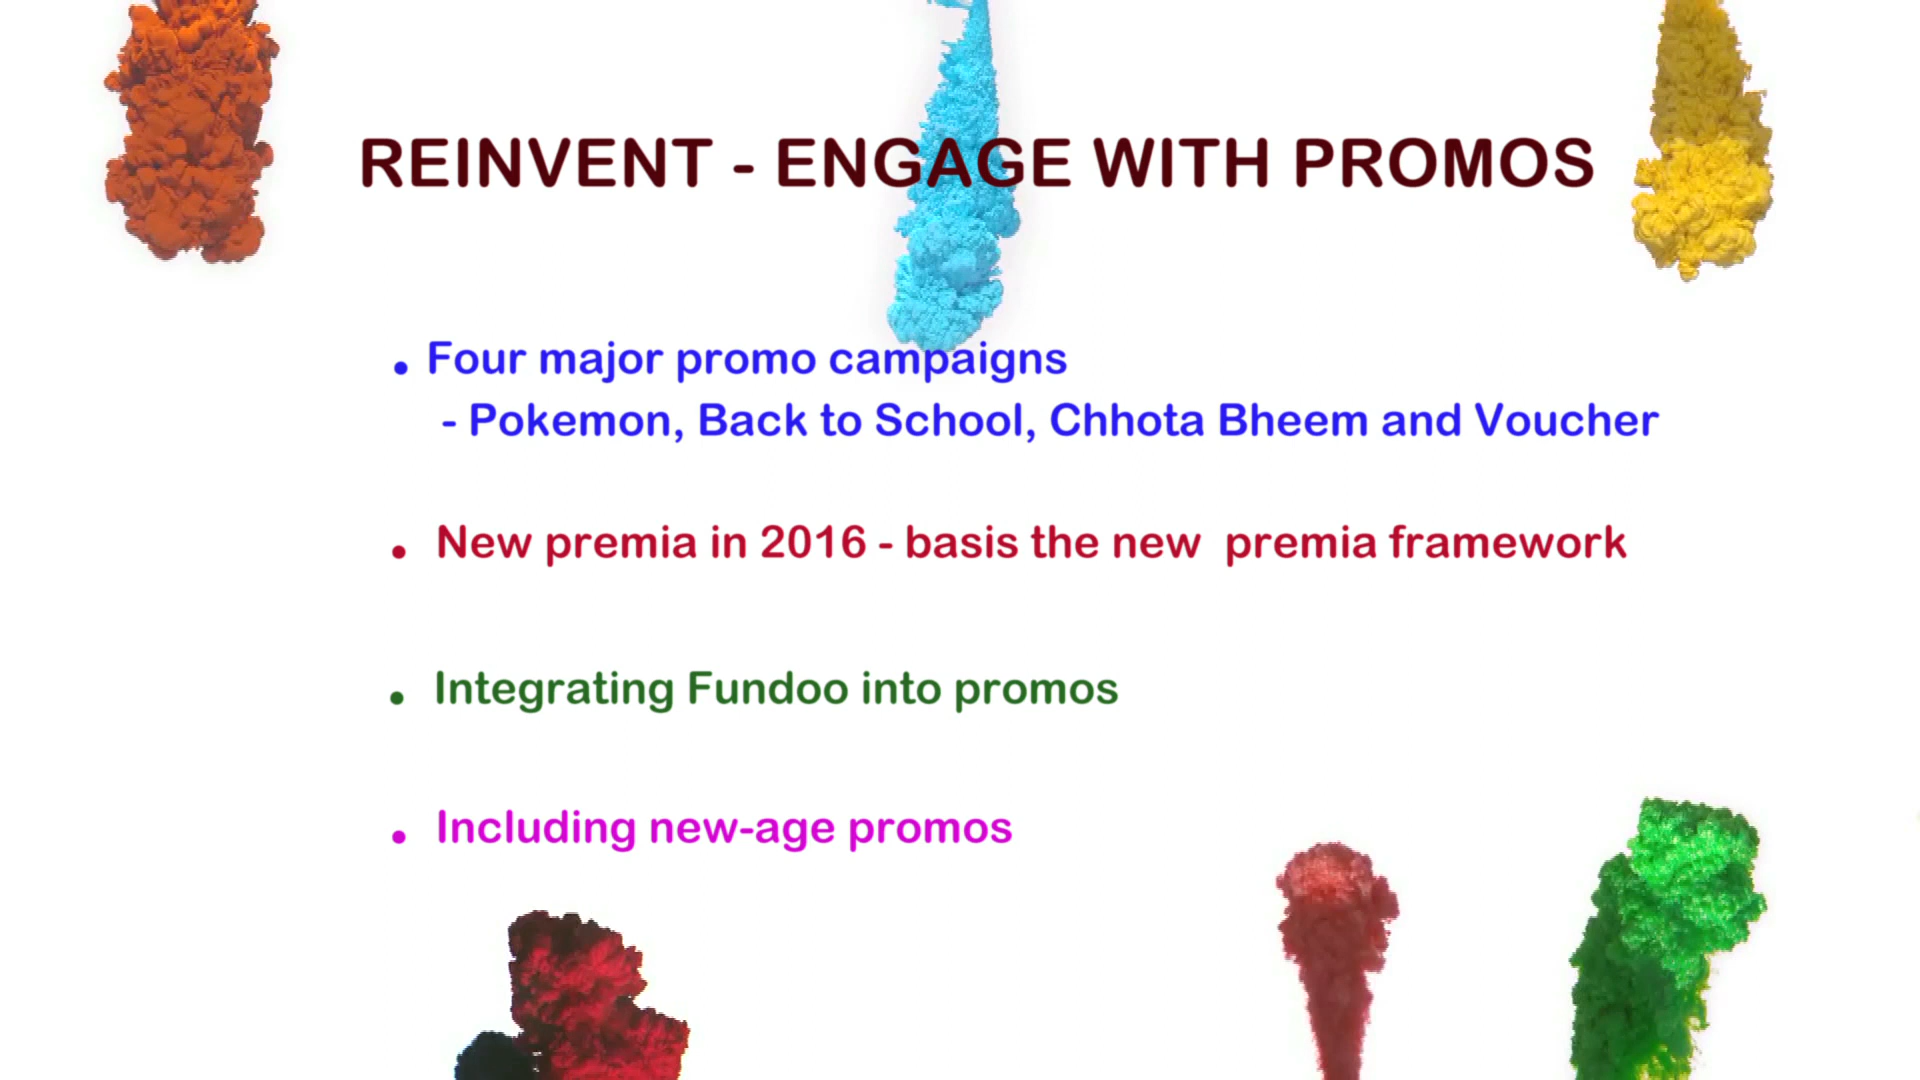 REINVENT - ENGAGE WITH PROMOS
. Four major promo campaigns
- Pokemon, Back to School, Chhota Bheem and Voucher
. New premia in 2016 - basis the new premia framework
. Integrating Fundoo into promos
. Including new-age promos